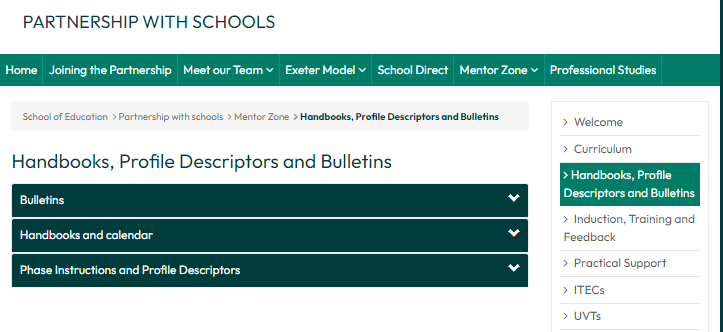 PARTNERSHIP WITH SCHOOLS
Home Joining the Partnership Meet our Team Exeter Model School Direct Mentor Zone Professional Studies
School of Education > Partnership with schools > Mentor Zone > Handbooks, Profile Descriptors and Bulletins
Handbooks, Profile Descriptors and Bulletins
Bulletins
Handbooks and calendar
Phase Instructions and Profile Descriptors
> Welcome
> Curriculum
> Handbooks, Profile
Descriptors and Bulletins
> Induction, Training and
Feedback
> Practical Support
> ITECs
> UVTs